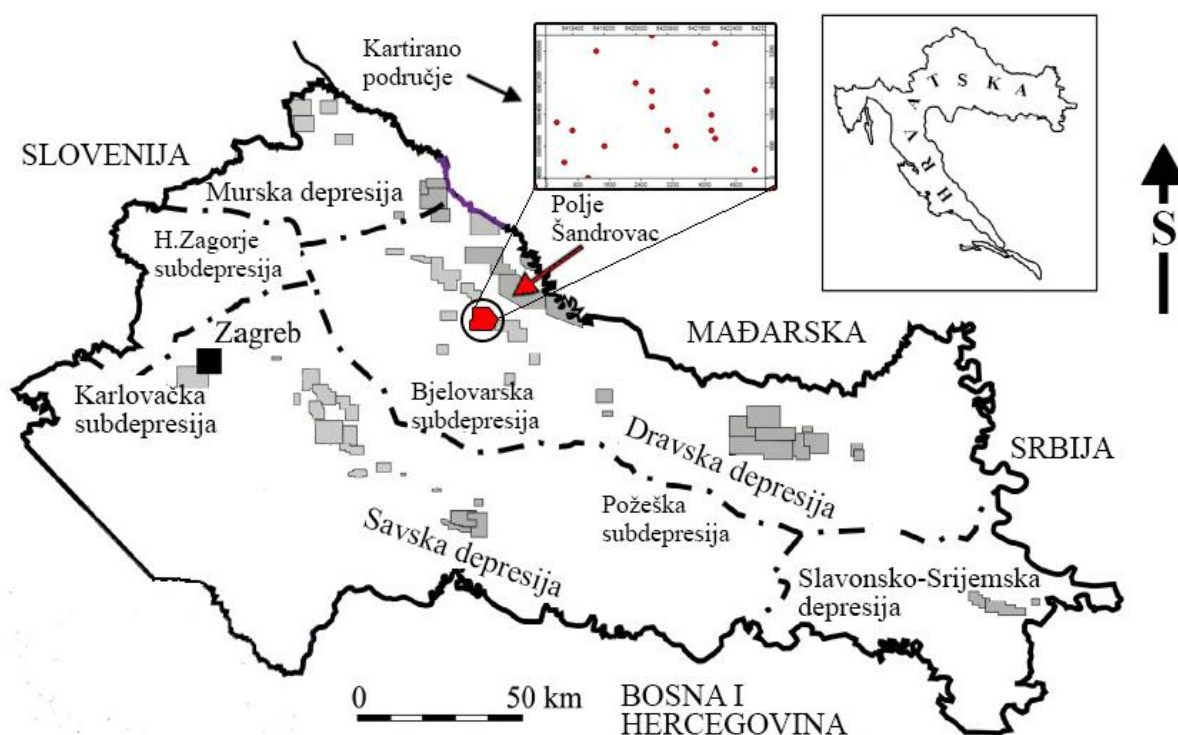 Kartirano
područje
SLOVENIJA
Murska depresija
H.Zagorje
subdepresija
Polje
Šandrovac
HRVATSKA
S
Zagreb
MAĐARSKA
Karlovačka
subdepresija
Bjelovarska
subdepresija
Dravska depresija
SRBIJA
Požeška
subdepresija
Savska depresija
Slavonsko-Srijemska
depresija
0 50 km
BOSNA I
HERCEGOVINA